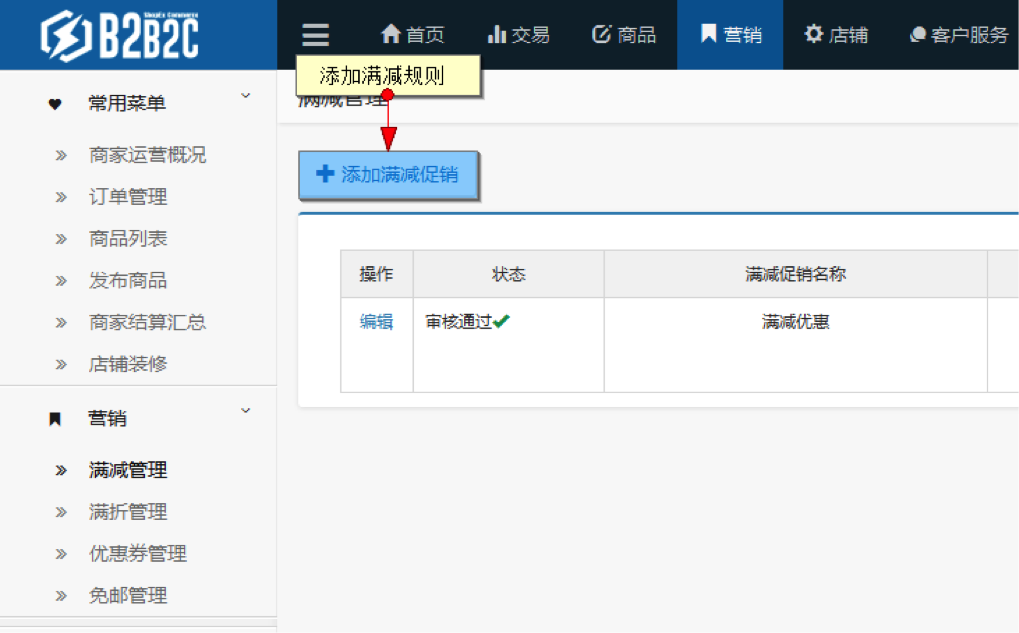 ShopEx Commerce
B2B2C
首页
交易
商品
营销
店铺
客户服务
常用菜单
商家运营概况
订单管理
商品列表
发布商品
商家结算汇总
店铺装修
营销
满减管理
满折管理
优惠券管理
免邮管理
添加满减规则
满减管理
添加满减促销
操作 状态 满减促销名称
编辑 审核通过 满减优惠